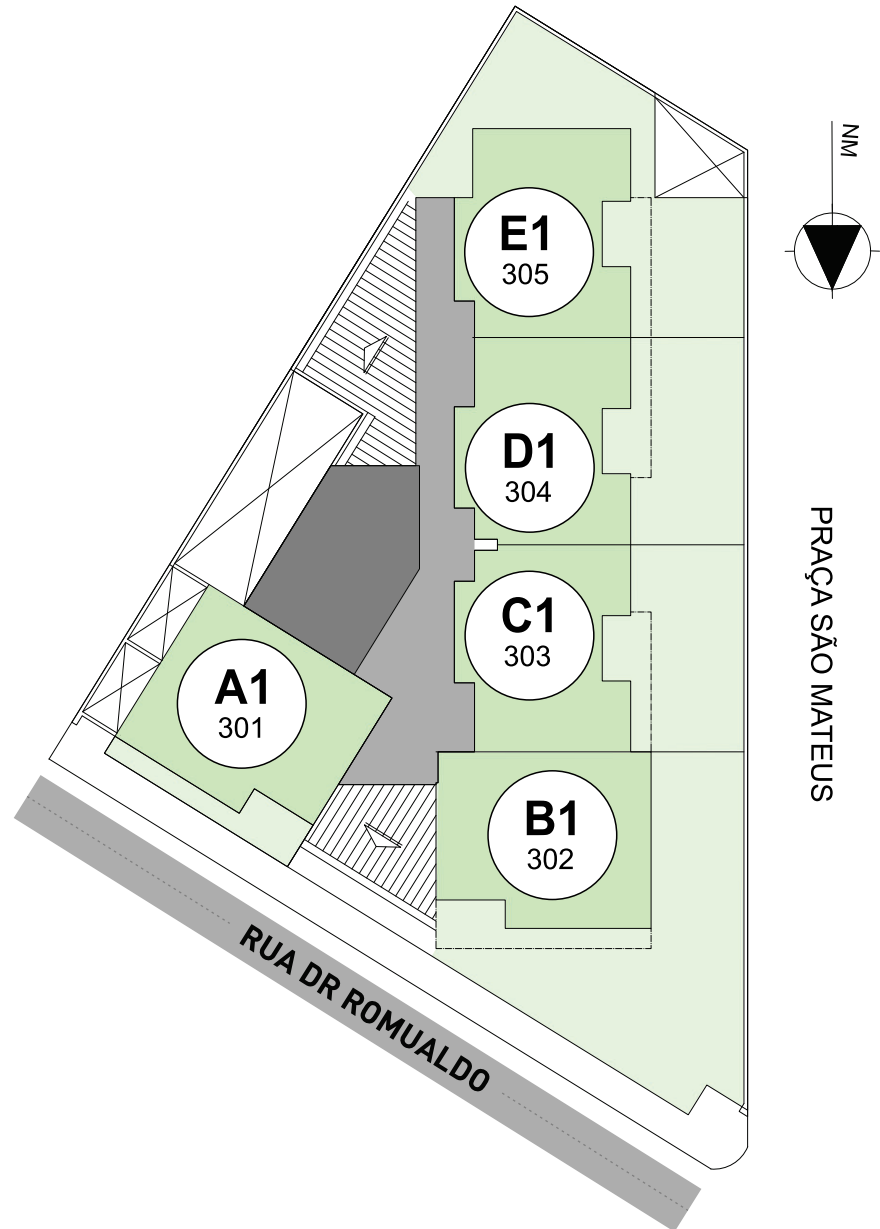 NM
E1
305
D1
304
PRAÇA SÃO MATEUS
C1
303
A1
301
B1
302
RUA DR ROMUALDO